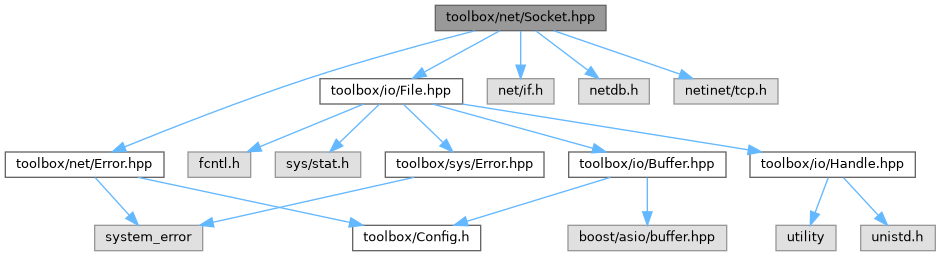 toolbox/net/Socket.hpp
toolbox/io/File.hpp
net/if.h
netdb.h
netinet/tcp.h
toolbox/net/Error.hpp
fcntl.h
sys/stat.h
toolbox/sys/Error.hpp
toolbox/io/Buffer.hpp
toolbox/io/Handle.hpp
system_error
toolbox/Config.h
boost/asio/buffer.hpp
utility
unistd.h